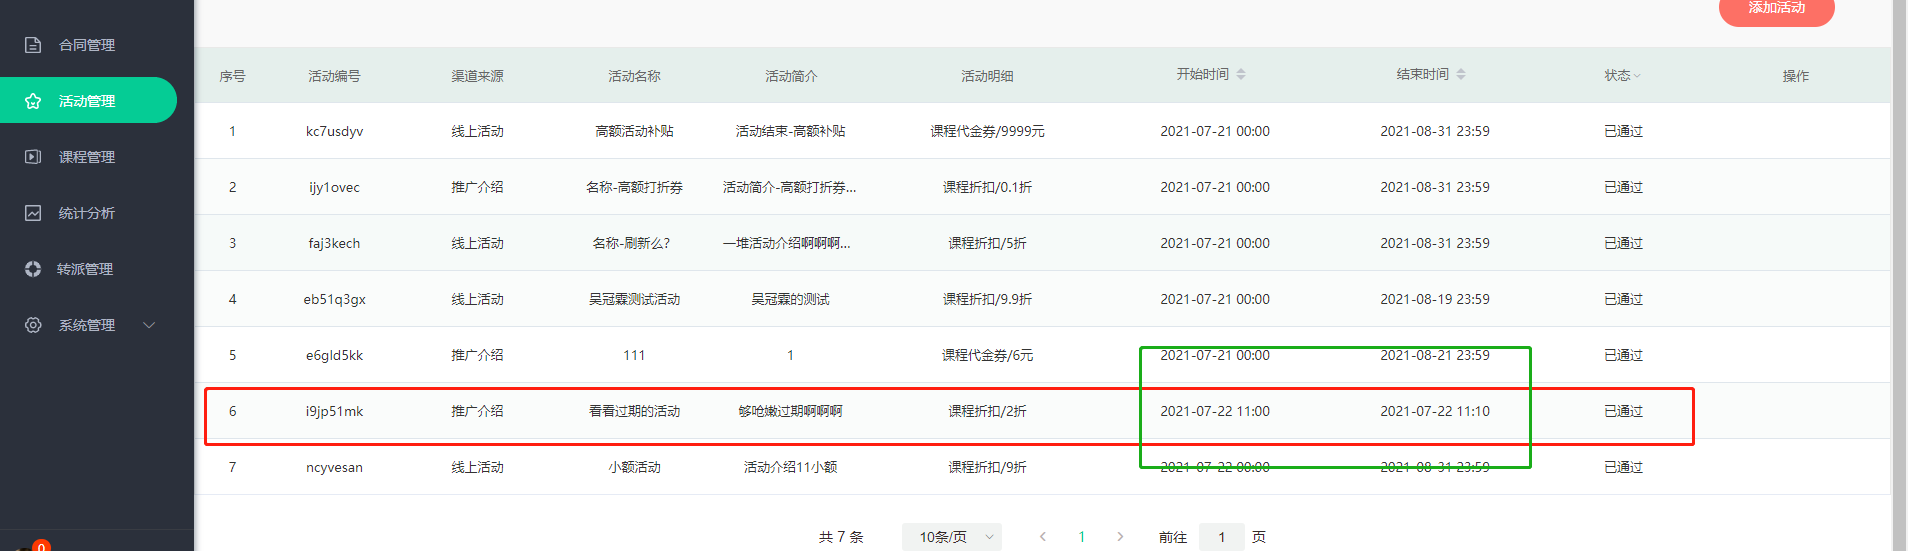 添加活动
合同管理
活动管理
课程管理
统计分析
转派管理
系统管理
0
序号 活动编号 渠道来源 活动名称 活动简介 活动明细 开始时间 结束时间 状态 操作
1 kc7usdyv 线上活动 高额活动补贴 活动结束-高额补贴 课程代金券/9999元 2021-07-21 00:00 2021-08-31 23:59 已通过
2 ijy1ovec 推广介绍 名称-高额打折券 活动简介-高额打折券... 课程折扣/0.1折 2021-07-21 00:00 2021-08-31 23:59 已通过
3 faj3kech 线上活动 名称-刷新么? 一堆活动介绍啊啊啊... 课程折扣/5折 2021-07-21 00:00 2021-08-31 23:59 已通过
4 eb51q3gx 线上活动 吴冠霖测试活动 吴冠霖的测试 课程折扣/9.9折 2021-07-21 00:00 2021-08-19 23:59 已通过
5 e6gld5kk 推广介绍 111 1 课程代金券/6元 2021-07-21 00:00 2021-08-21 23:59 已通过
6 i9jp51mk 推广介绍 看看过期的活动 够呛嫩过期啊啊啊 课程折扣/2折 2021-07-22 11:00 2021-07-22 11:10 已通过
7 ncyvesan 线上活动 小额活动 活动介绍11小额 课程折扣/9折 2021-07-22 00:00 2021-08-31 23:59 已通过
共 7 条 10条/页 1 前往 1 页